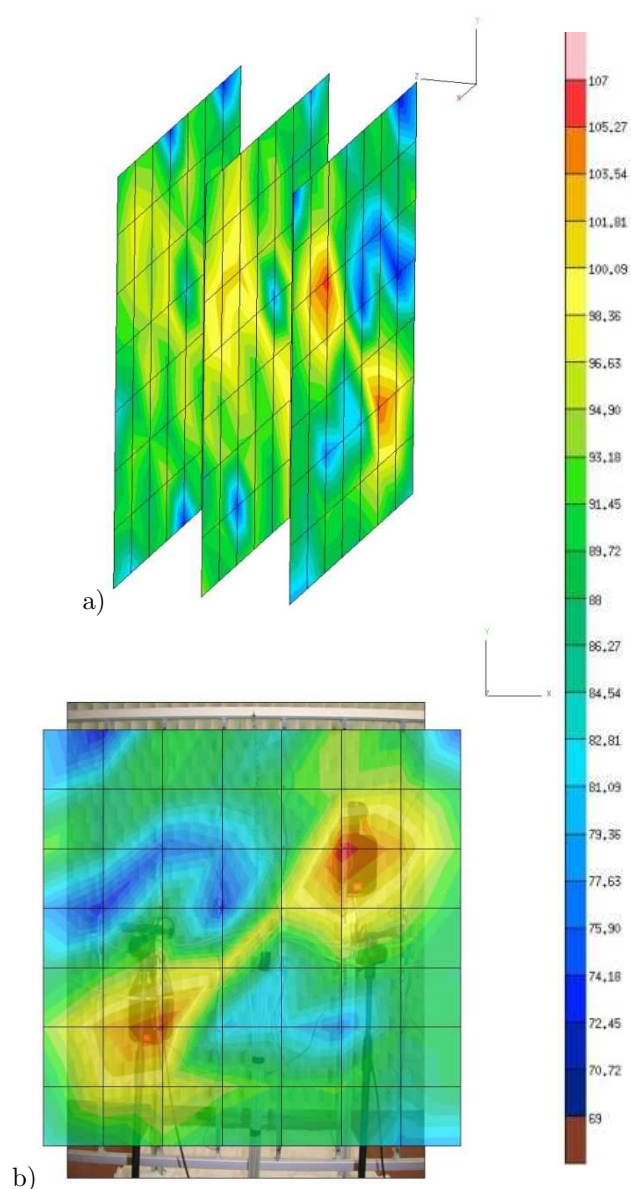 Y
Z
X
107
105,27
103,54
101,81
100,09
98,36
96,63
94,90
93,18
91,45
89,72
88
86,27
84,54
82,81
81,09
79,36
77,63
75,90
74,18
72,45
70,72
69
a)
Y
Z
X
b)